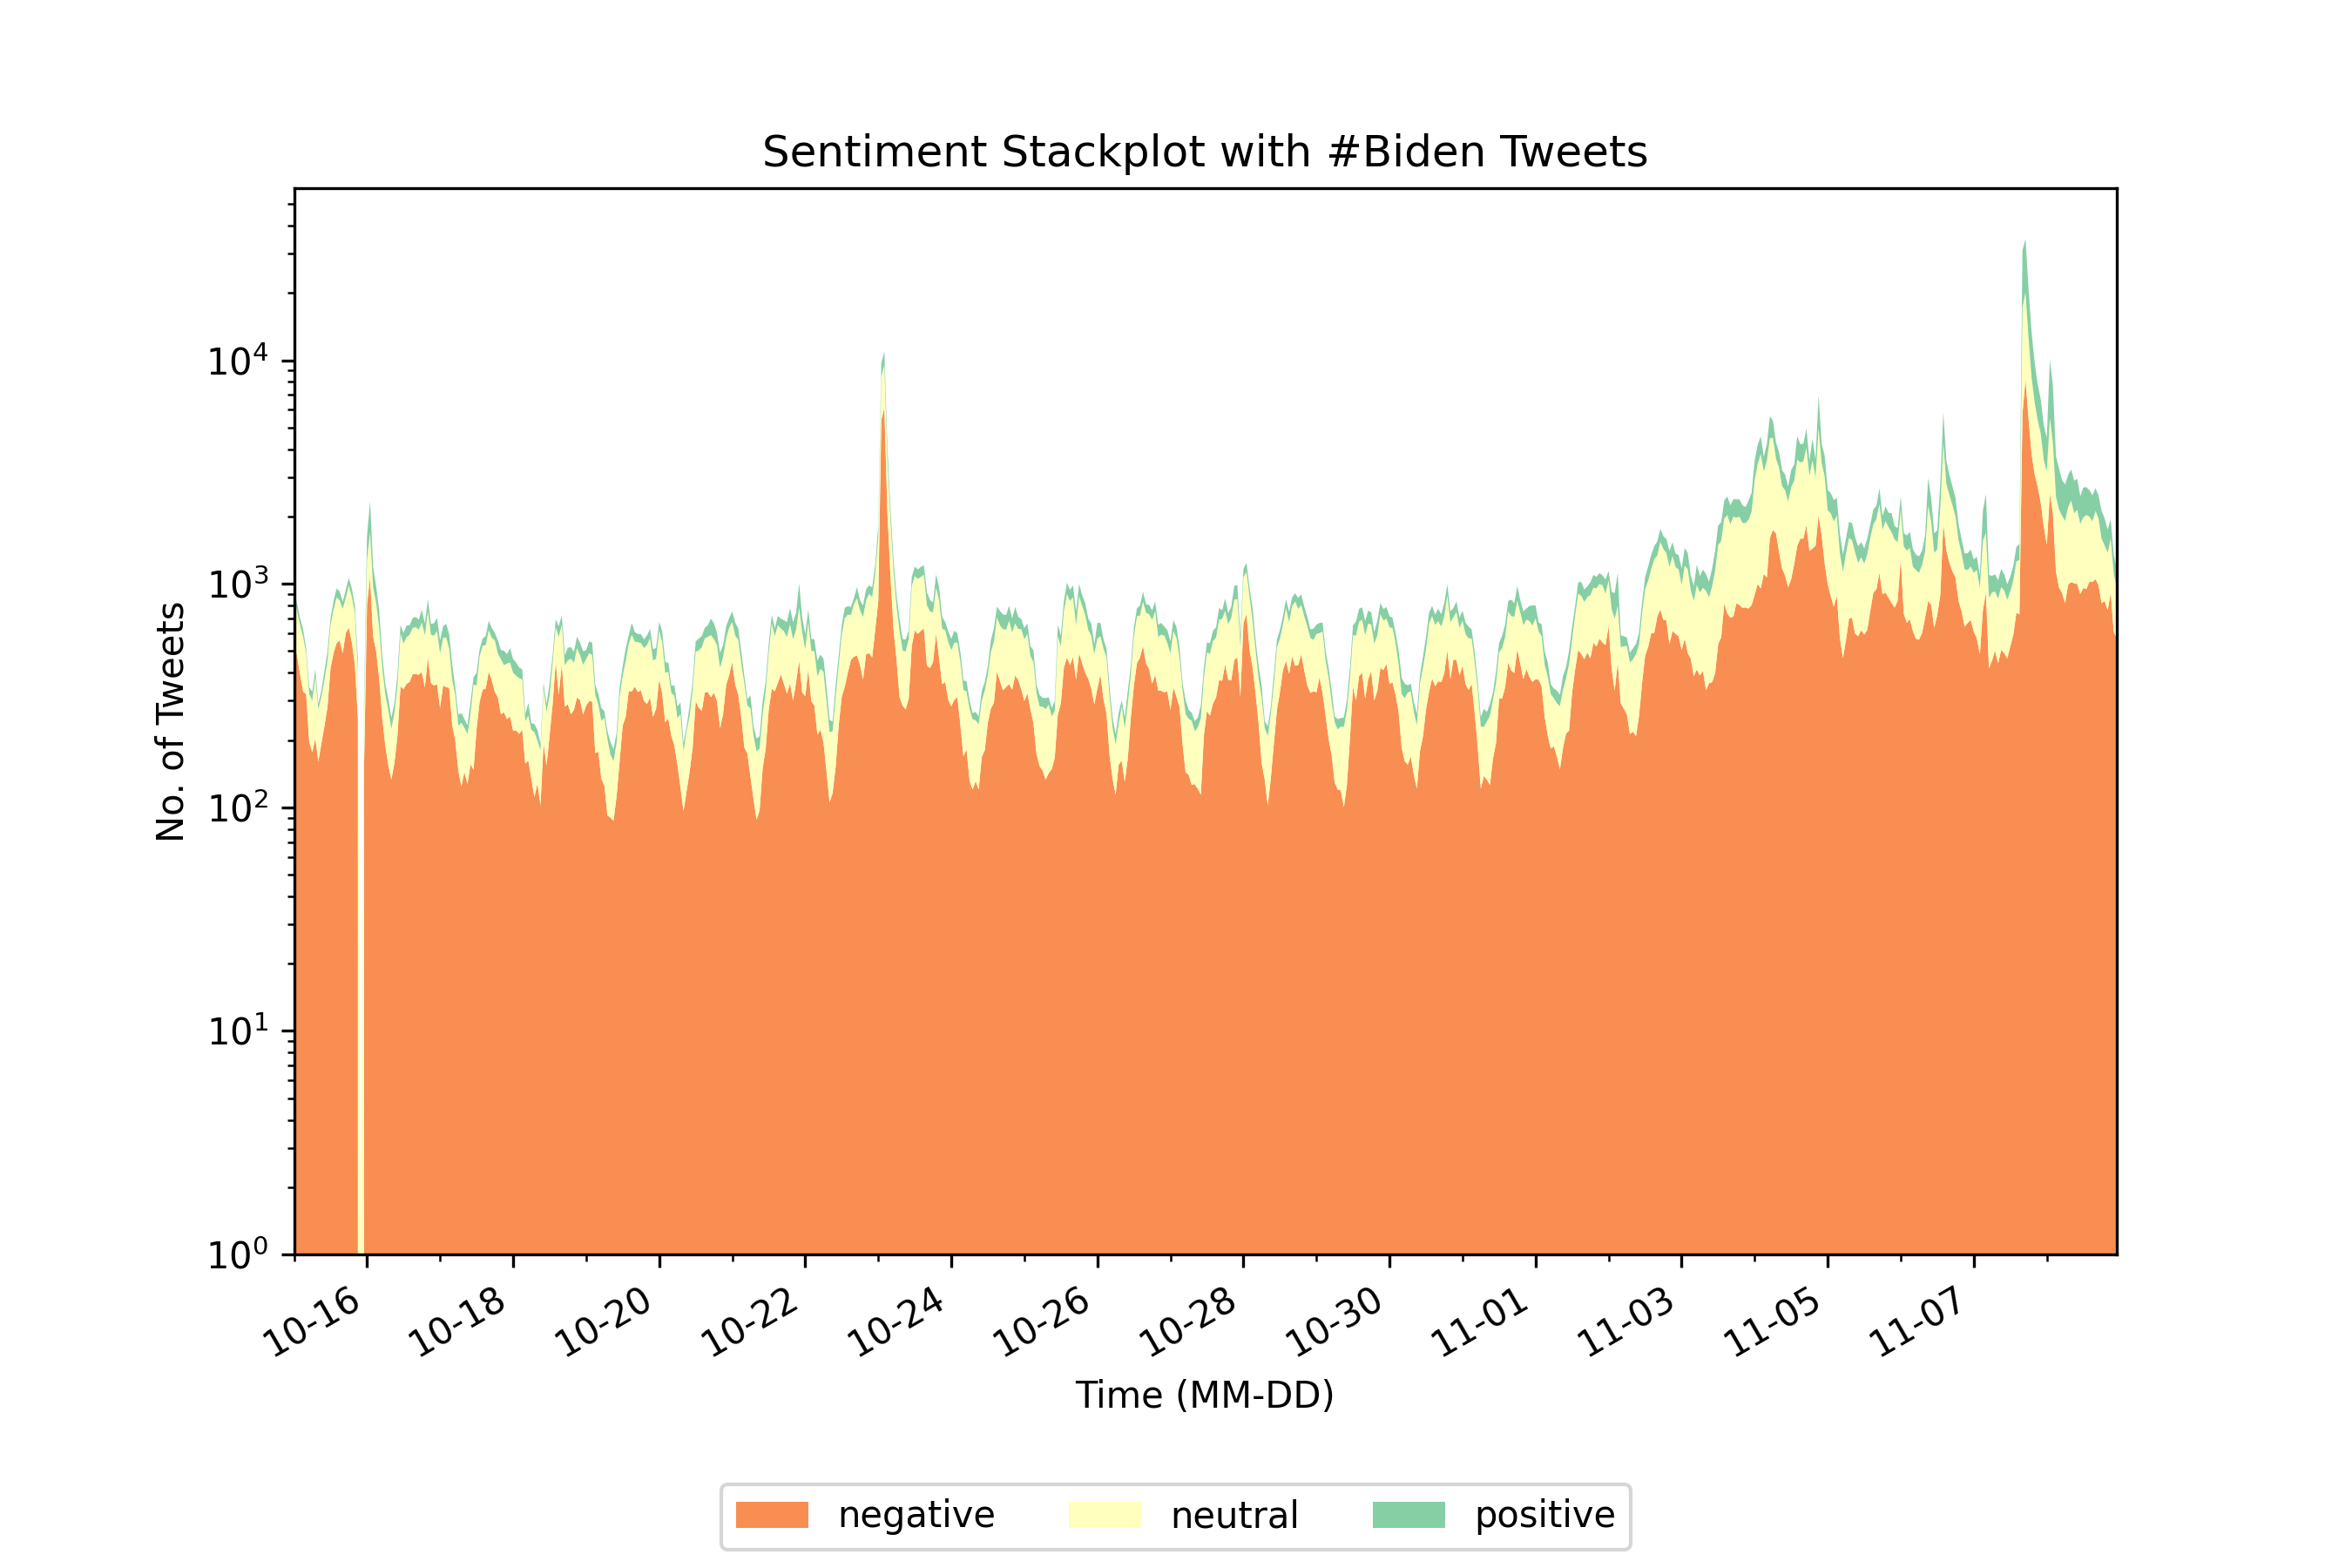 Sentiment Stackplot with #Biden Tweets
No. of Tweets
10⁴
10³
10²
10¹
10⁰
10-16 10-18 10-20 10-22 10-24 10-26 10-28 10-30 11-01 11-03 11-05 11-07
Time (MM-DD)
negative neutral positive